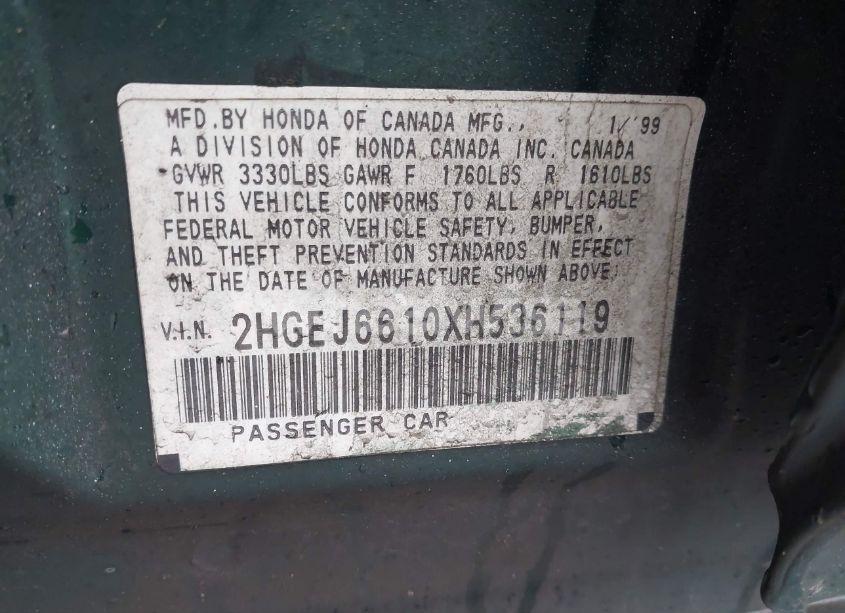 MFD.BY HONDA OF CANADA MFG., 1/'99
A DIVISION OF HONDA CANADA INC. CANADA
GVWR 3330LBS GAWR F 1760LBS R 1610LBS
THIS VEHICLE CONFORMS TO ALL APPLICABLE
FEDERAL MOTOR VEHICLE SAFETY, BUMPER,
AND THEFT PREVENTION STANDARDS IN EFFECT
ON THE DATE OF MANUFACTURE SHOWN ABOVE.
V.I.N. 2HGEJ6610XH536119
PASSENGER CAR